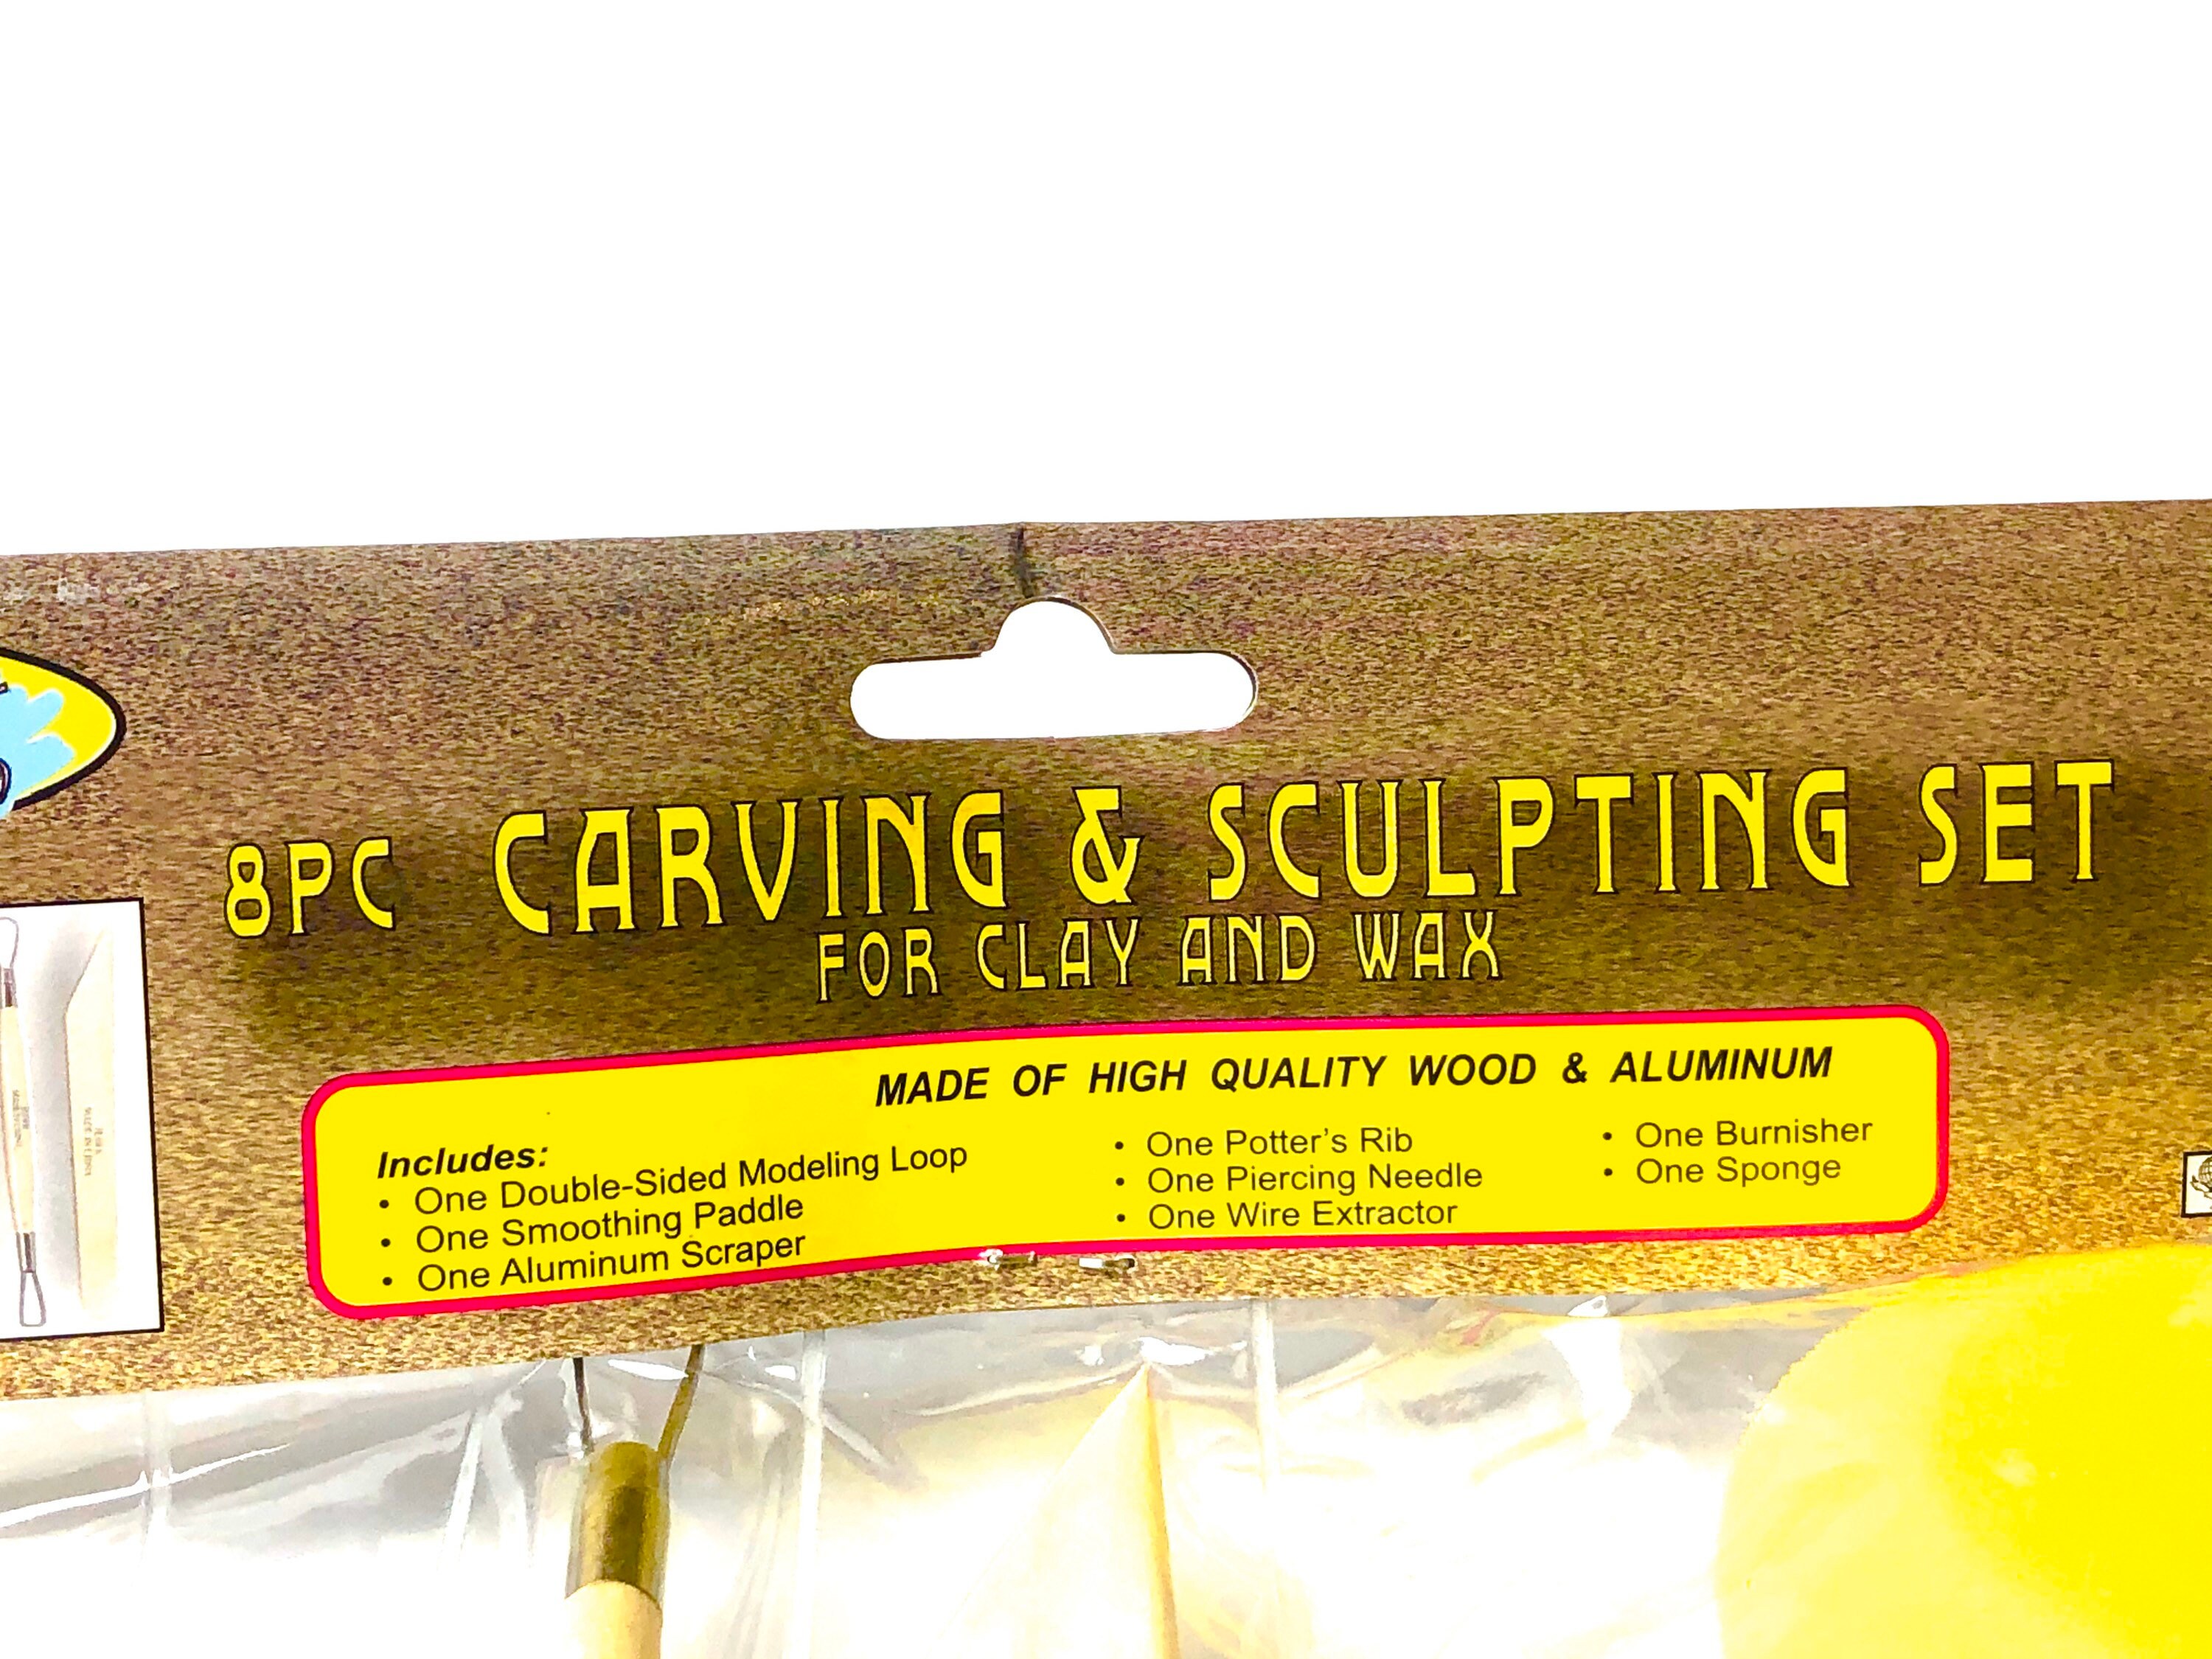 8PC CARVING & SCULPTING SET
FOR CLAY AND WAX
MADE OF HIGH QUALITY WOOD & ALUMINUM
Includes:
• One Double-Sided Modeling Loop
• One Smoothing Paddle
• One Aluminum Scraper
• One Potter's Rib
• One Piercing Needle
• One Wire Extractor
• One Burnisher
• One Sponge